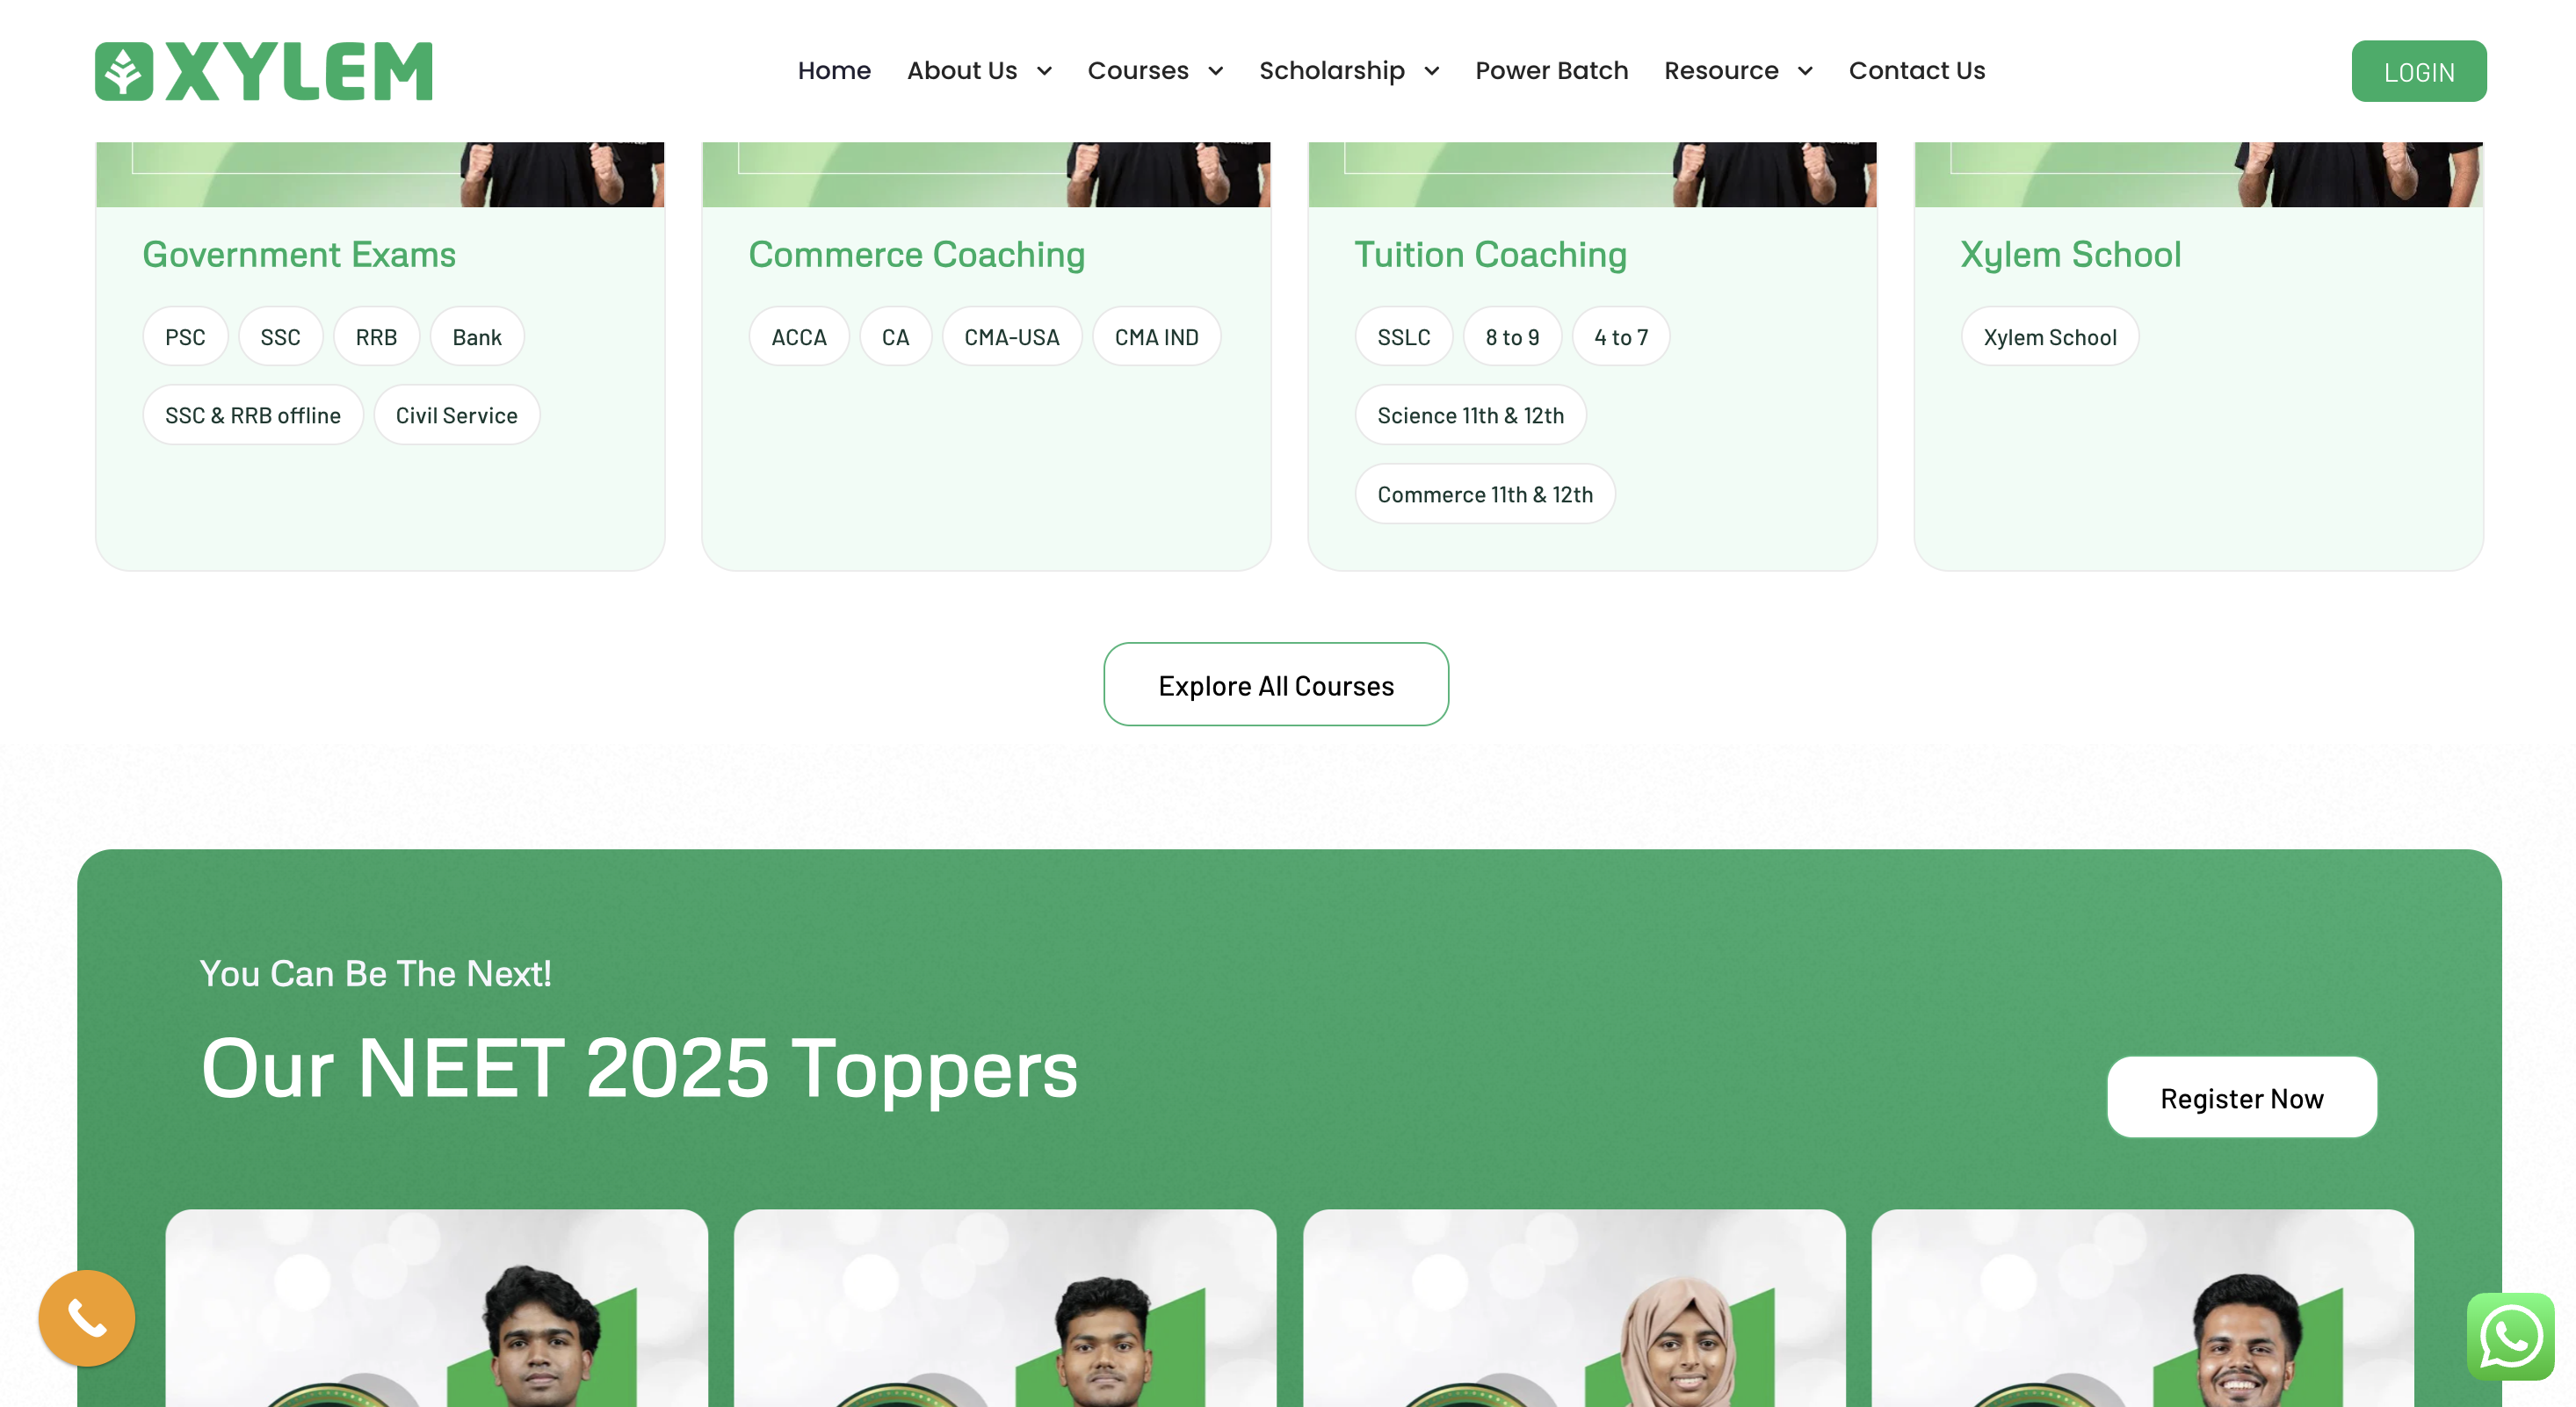 XYLEM
Home About Us Courses Scholarship Power Batch Resource Contact Us
LOGIN
Government Exams
PSC SSC RRB Bank
SSC & RRB offline Civil Service
Commerce Coaching
ACCA CA CMA-USA CMA IND
Tuition Coaching
SSLC 8 to 9 4 to 7
Science 11th & 12th
Commerce 11th & 12th
Xylem School
Xylem School
Explore All Courses
You Can Be The Next!
Our NEET 2025 Toppers
Register Now